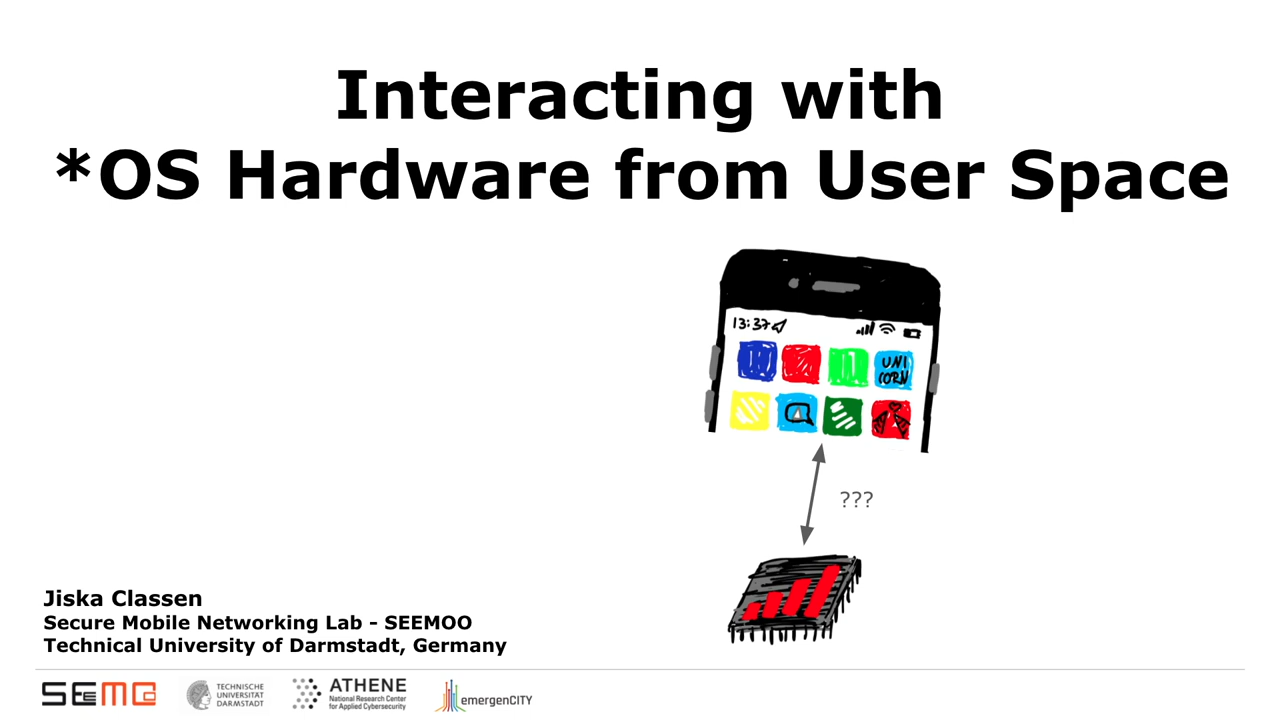 Interacting with
*OS Hardware from User Space
13:37
UNI
CORN
???
Jiska Classen
Secure Mobile Networking Lab - SEEMOO
Technical University of Darmstadt, Germany
SEMO
TECHNISCHE
UNIVERSITÄT
DARMSTADT
ATHENE
National Research Center
for Applied Cybersecurity
emergenCITY